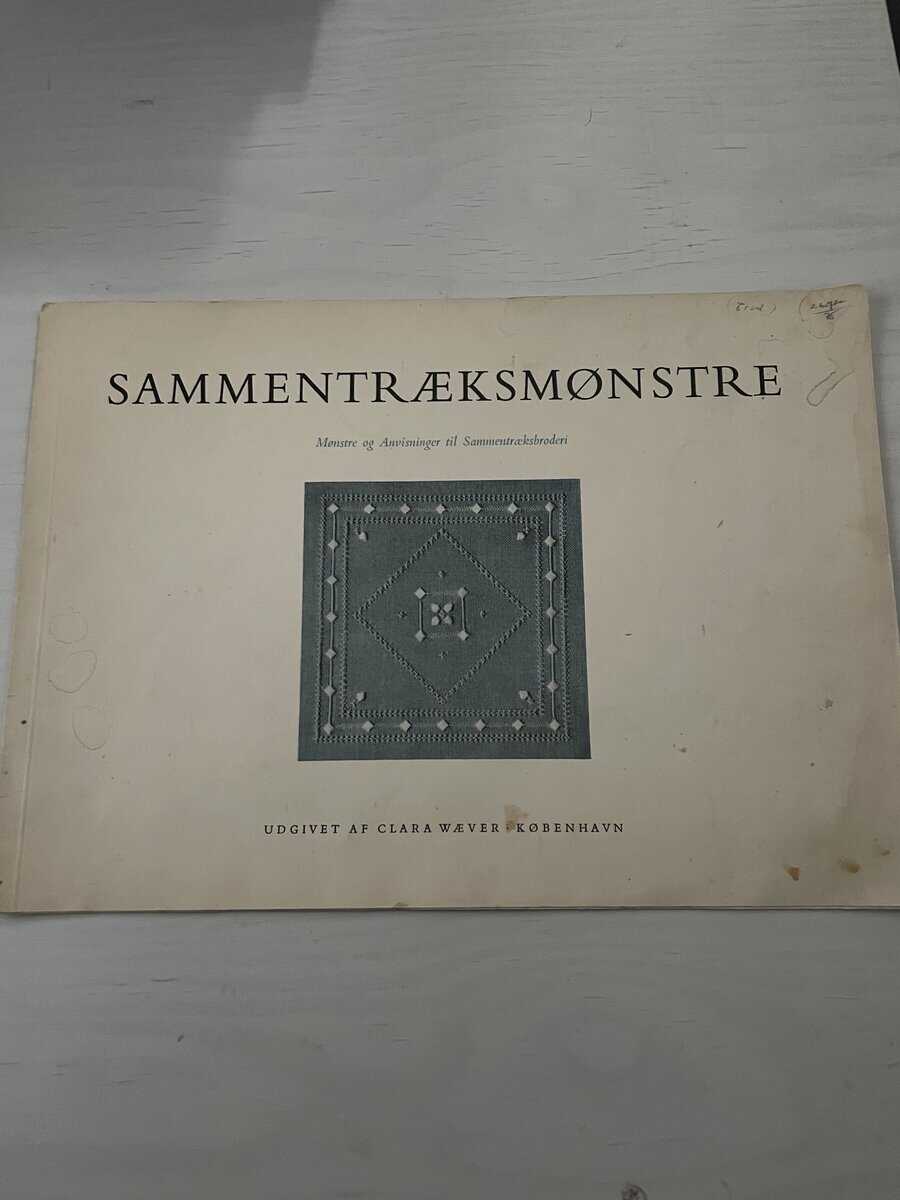 SAMMENTRÆKSMØNSTRE
Mønstre og Anvisninger til Sammentræksbroderi
UDGIVET AF CLARA WÆVER · KØBENHAVN